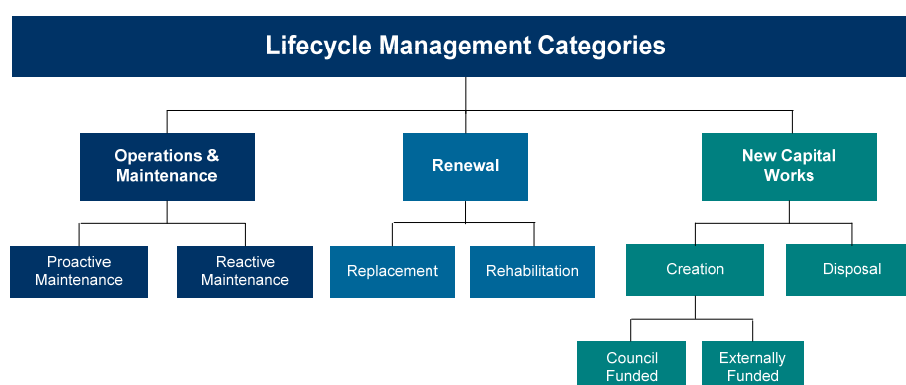 Lifecycle Management Categories
Operations &
Maintenance
Renewal
New Capital
Works
Proactive
Maintenance
Reactive
Maintenance
Replacement
Rehabilitation
Creation
Disposal
Council
Funded
Externally
Funded